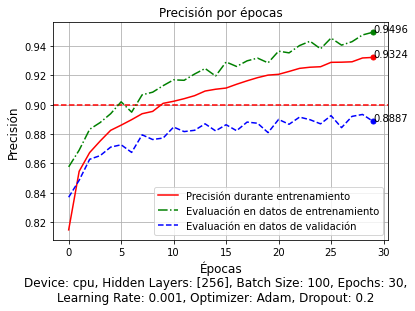 Precisión por épocas
0.9496
0.9324
0.8887
0.94
0.92
0.90
0.88
0.86
0.84
0.82
Precisión
Precisión durante entrenamiento
Evaluación en datos de entrenamiento
Evaluación en datos de validación
0 5 10 15 20 25 30
Épocas
Device: cpu, Hidden Layers: [256], Batch Size: 100, Epochs: 30,
Learning Rate: 0.001, Optimizer: Adam, Dropout: 0.2